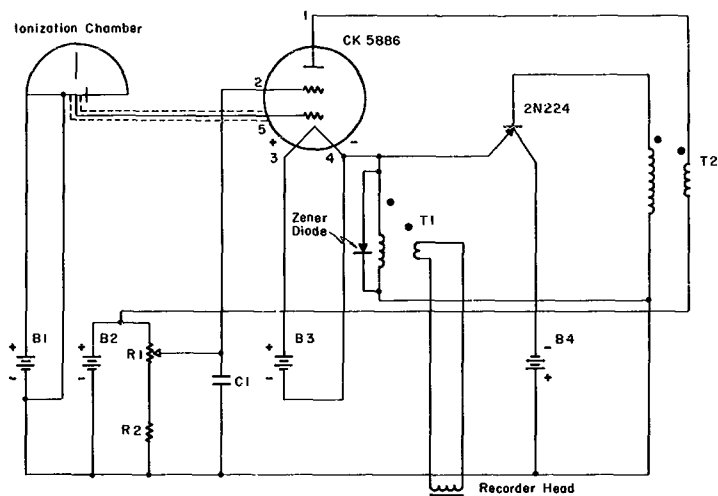 Ionization Chamber
1
CK 5886
2
5
+
3
4
-
2N224
T2
Zener
Diode
T1
+
B1
-
+
B2
-
R1
R2
C1
+
B3
-
-
B4
+
Recorder Head